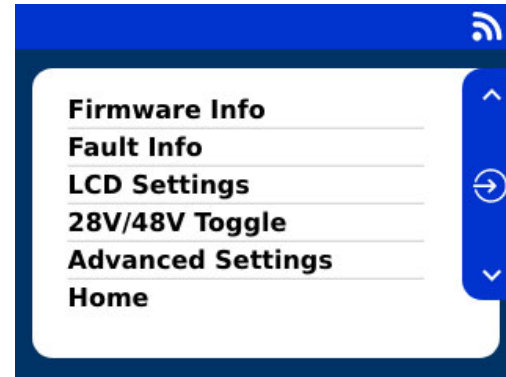 Firmware Info
Fault Info
LCD Settings
28V/48V Toggle
Advanced Settings
Home